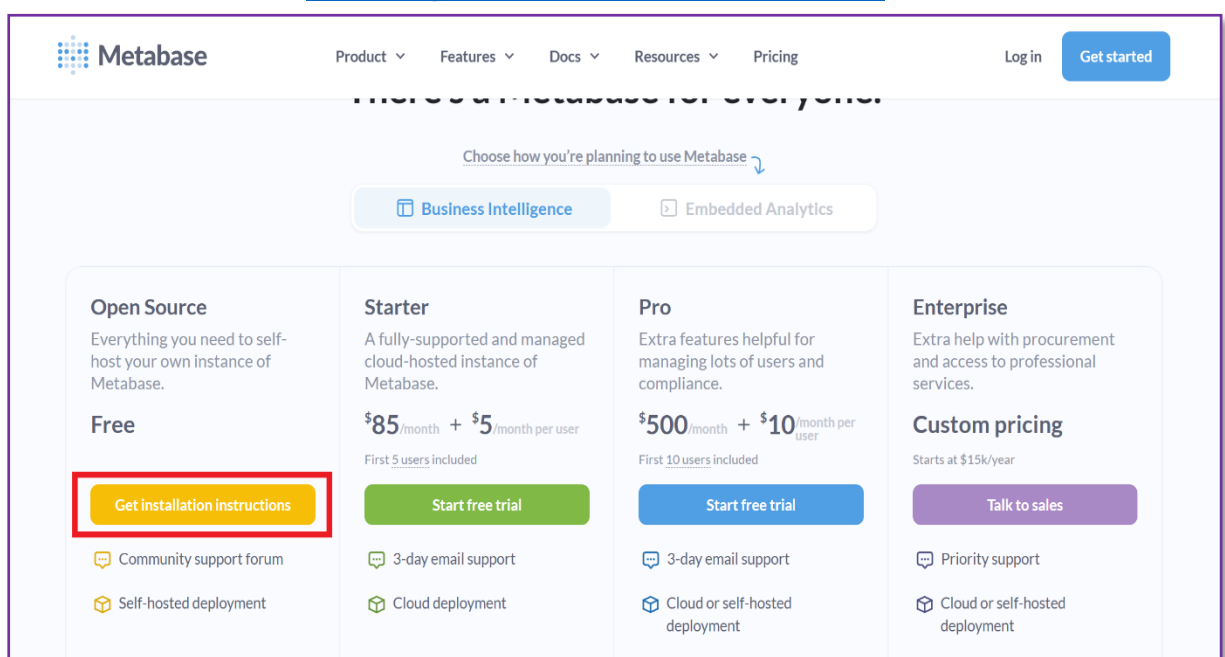 Metabase
Product Features Docs Resources Pricing
Log in Get started
There's a Metabase for everyone.
Choose how you're planning to use Metabase
Business Intelligence Embedded Analytics
Open Source
Everything you need to self-
host your own instance of
Metabase.
Free
Get installation instructions
Community support forum
Self-hosted deployment
Starter
A fully-supported and managed
cloud-hosted instance of
Metabase.
$85/month + $5/month per user
First 5 users included
Start free trial
3-day email support
Cloud deployment
Pro
Extra features helpful for
managing lots of users and
compliance.
$500/month + $10/month per
user
First 10 users included
Start free trial
3-day email support
Cloud or self-hosted
deployment
Enterprise
Extra help with procurement
and access to professional
services.
Custom pricing
Starts at $15k/year
Talk to sales
Priority support
Cloud or self-hosted
deployment